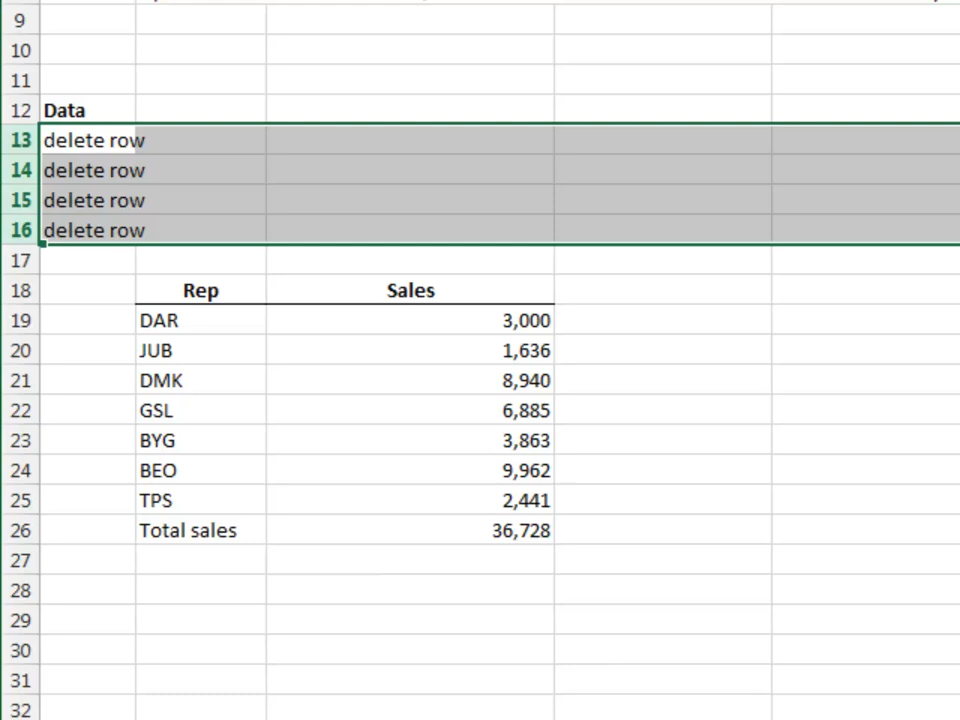 9
10
11
12 Data
13 delete row
14 delete row
15 delete row
16 delete row
17
18 Rep Sales
19 DAR 3,000
20 JUB 1,636
21 DMK 8,940
22 GSL 6,885
23 BYG 3,863
24 BEO 9,962
25 TPS 2,441
26 Total sales 36,728
27
28
29
30
31
32